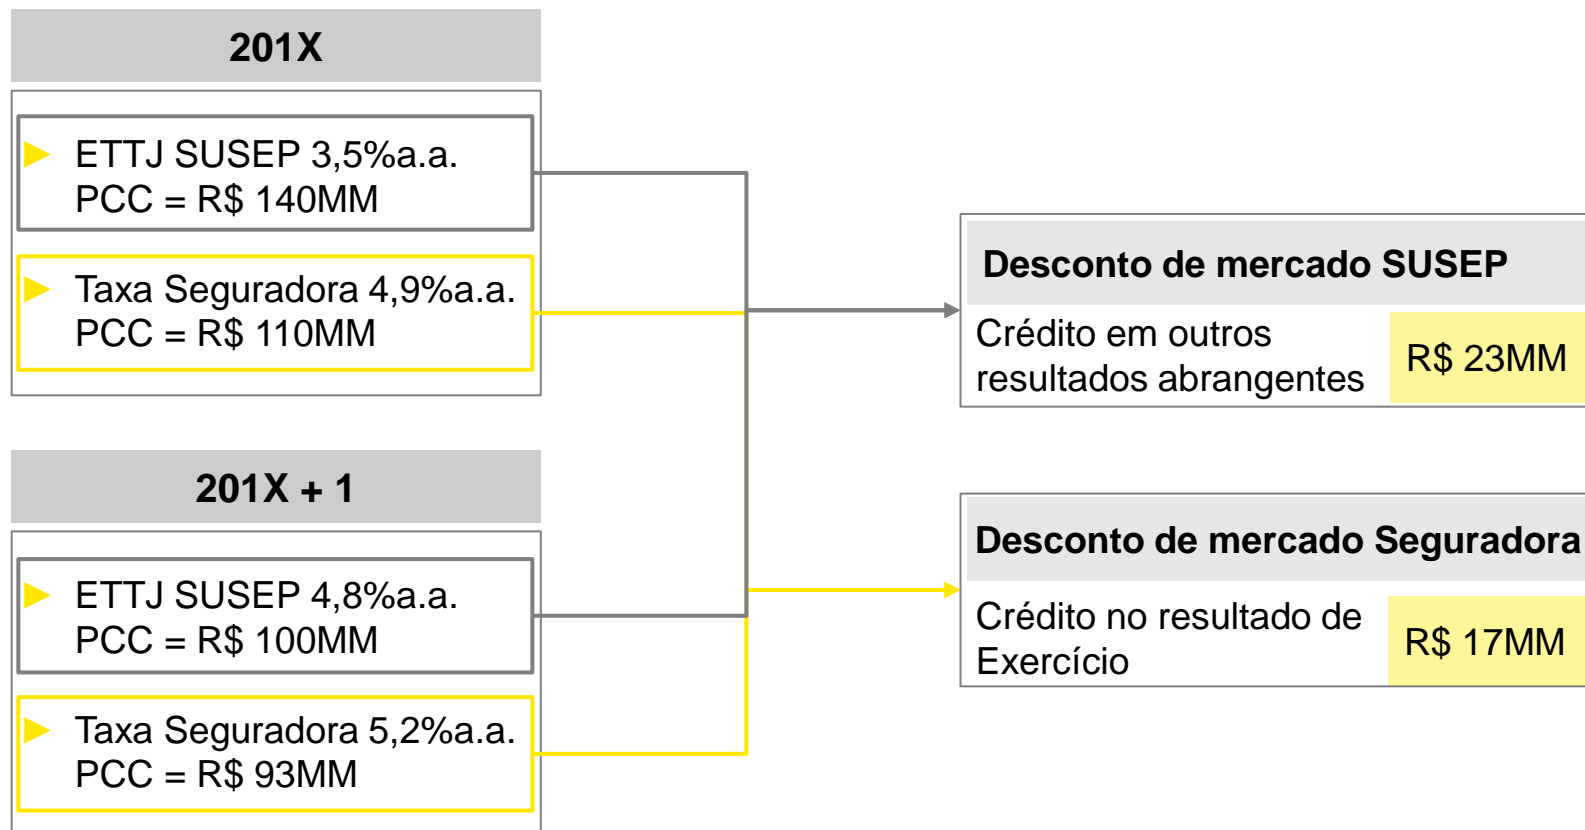 201X
ETTJ SUSEP 3,5%a.a.
PCC = R$ 140MM
Taxa Seguradora 4,9%a.a.
PCC = R$ 110MM
201X + 1
ETTJ SUSEP 4,8%a.a.
PCC = R$ 100MM
Taxa Seguradora 5,2%a.a.
PCC = R$ 93MM
Desconto de mercado SUSEP
Crédito em outros
resultados abrangentes
R$ 23MM
Desconto de mercado Seguradora
Crédito no resultado de
Exercício
R$ 17MM